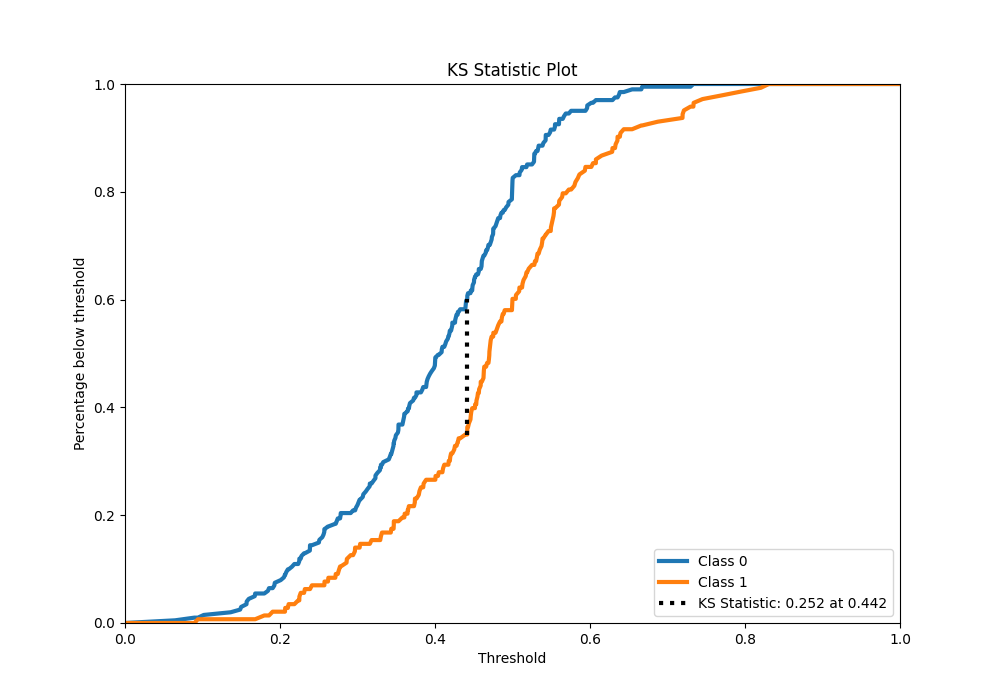 KS Statistic Plot
1.0
0.8
0.6
0.4
0.2
0.0
Percentage below threshold
0.0 0.2 0.4 0.6 0.8 1.0
Threshold
Class 0
Class 1
KS Statistic: 0.252 at 0.442